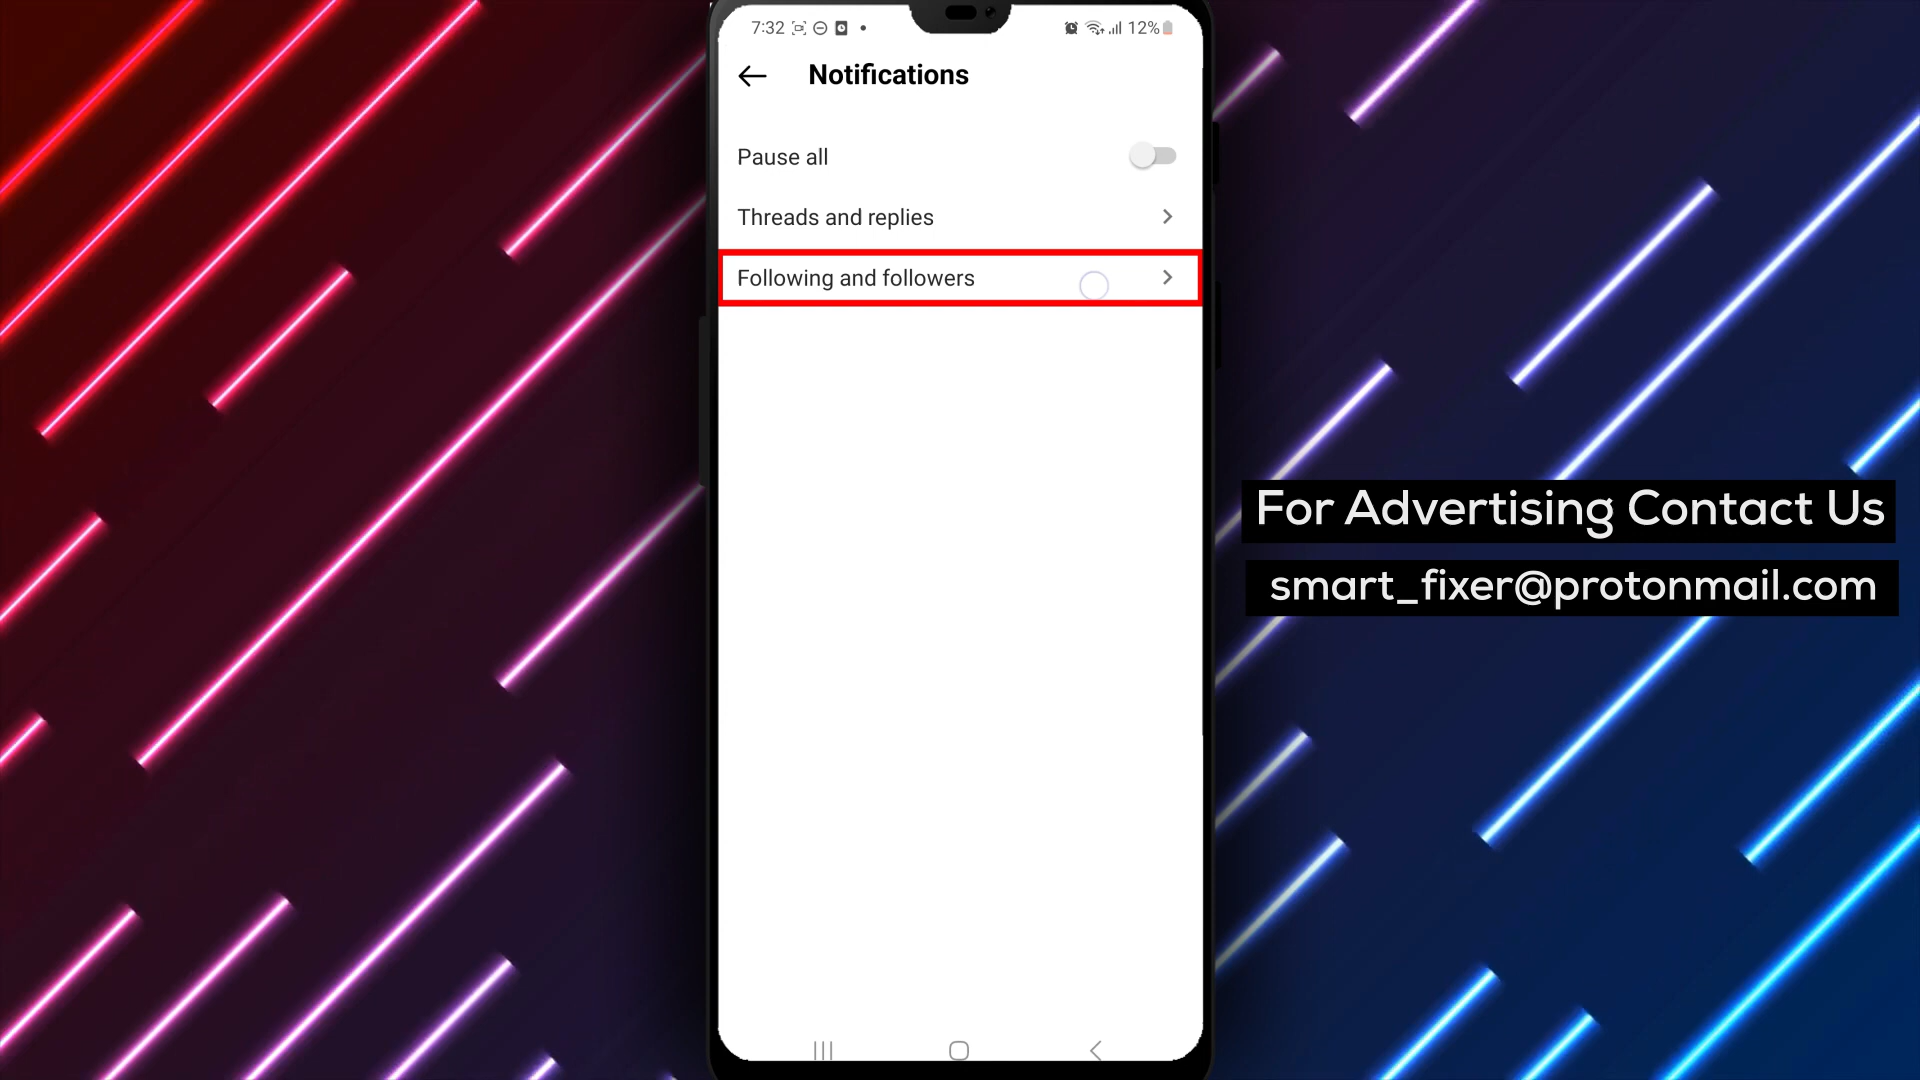 7:32
12%
Notifications
Pause all
Threads and replies
Following and followers
For Advertising Contact Us
smart_fixer@protonmail.com